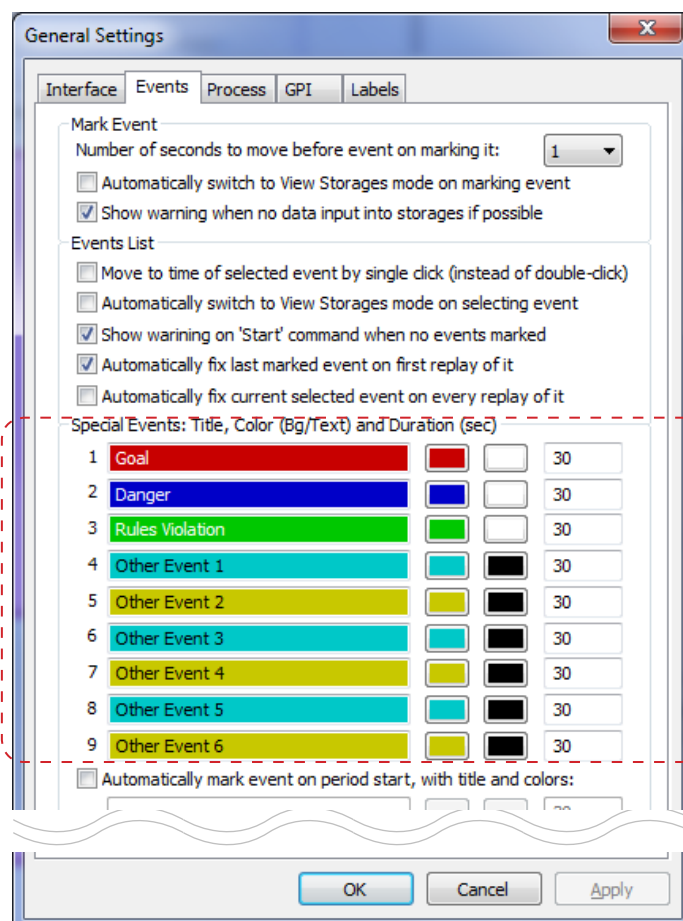 General Settings
Interface Events Process GPI Labels
Mark Event
Number of seconds to move before event on marking it: 1
Automatically switch to View Storages mode on marking event
Show warning when no data input into storages if possible
Events List
Move to time of selected event by single click (instead of double-click)
Automatically switch to View Storages mode on selecting event
Show warining on 'Start' command when no events marked
Automatically fix last marked event on first replay of it
Automatically fix current selected event on every replay of it
Special Events: Title, Color (Bg/Text) and Duration (sec)
1 Goal 30
2 Danger 30
3 Rules Violation 30
4 Other Event 1 30
5 Other Event 2 30
6 Other Event 3 30
7 Other Event 4 30
8 Other Event 5 30
9 Other Event 6 30
Automatically mark event on period start, with title and colors:
OK Cancel Apply